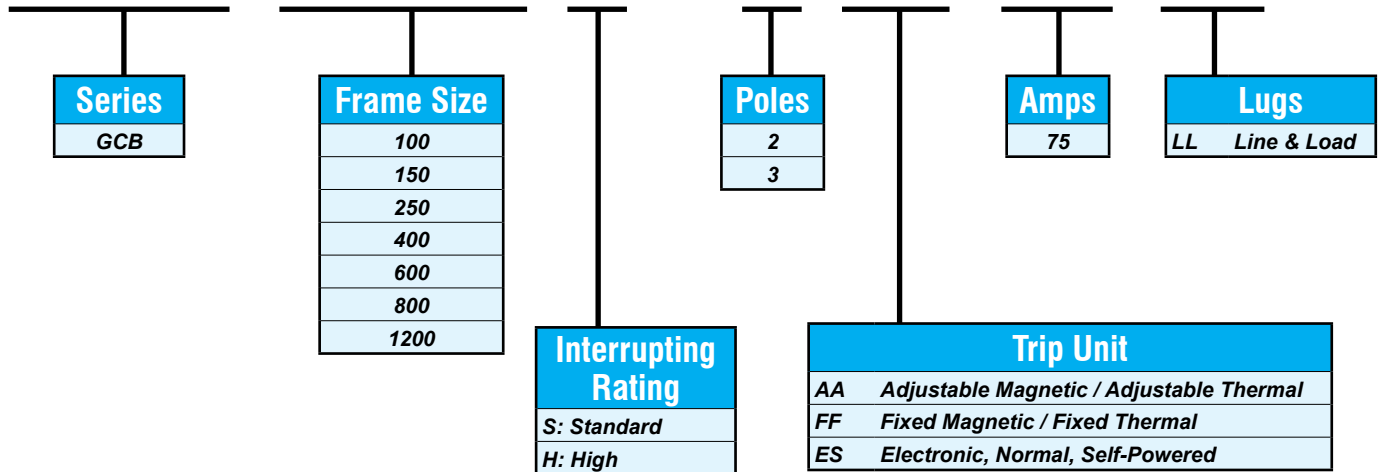 Series
GCB
Frame Size
100
150
250
400
600
800
1200
Interrupting
Rating
S: Standard
H: High
Poles
2
3
Trip Unit
AA Adjustable Magnetic / Adjustable Thermal
FF Fixed Magnetic / Fixed Thermal
ES Electronic, Normal, Self-Powered
Amps
75
Lugs
LL Line & Load